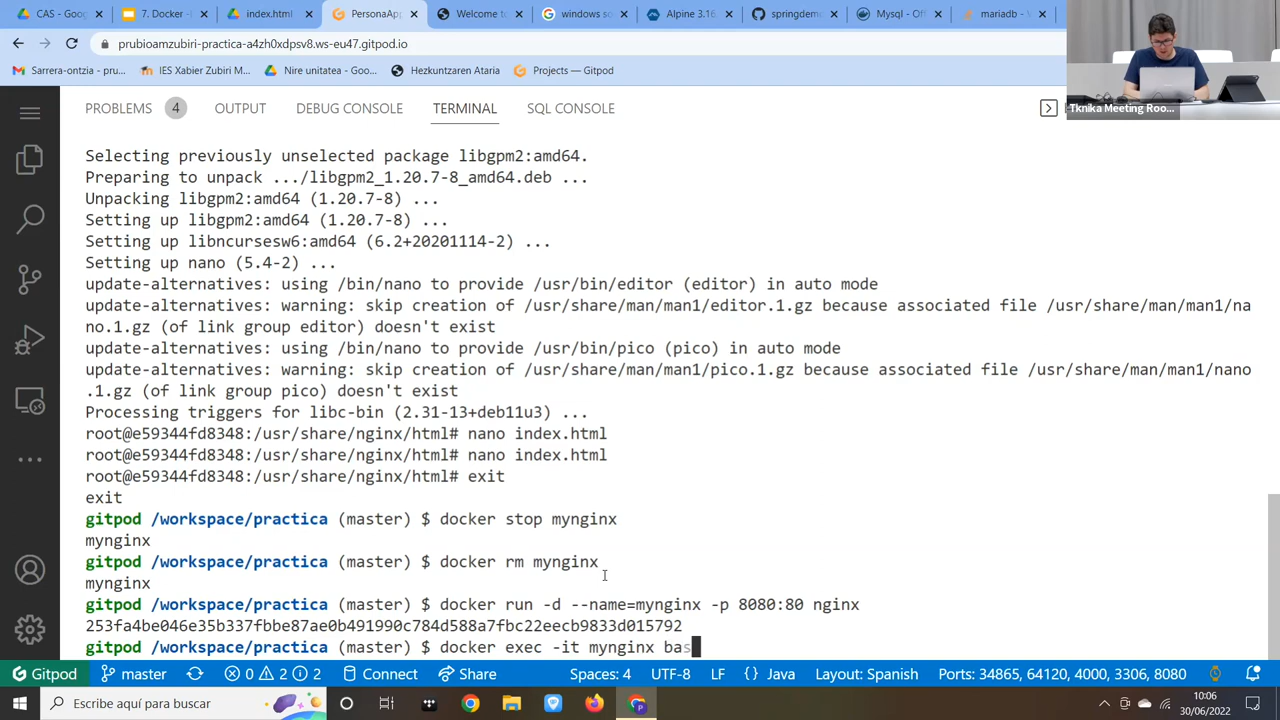 index.html
PersonaApp
Welcome to
windows so
Alpine 3.16
springdemo
Mysql - Of
mariadb -
prubioamzubiri-practica-a4zh0xdpsv8.ws-eu47.gitpod.io
Sarrera-ontzia - pru...
IES Xabier Zubiri M...
Nire unitatea - Goo...
Hezkuntzaren Ataria
Projects — Gitpod
Tknika Meeting Roo...
PROBLEMS 4 OUTPUT DEBUG CONSOLE TERMINAL SQL CONSOLE
Selecting previously unselected package libgpm2:amd64.
Preparing to unpack .../libgpm2_1.20.7-8_amd64.deb ...
Unpacking libgpm2:amd64 (1.20.7-8) ...
Setting up libgpm2:amd64 (1.20.7-8) ...
Setting up libncursesw6:amd64 (6.2+20201114-2) ...
Setting up nano (5.4-2) ...
update-alternatives: using /bin/nano to provide /usr/bin/editor (editor) in auto mode
update-alternatives: warning: skip creation of /usr/share/man/man1/editor.1.gz because associated file /usr/share/man/man1/na
no.1.gz (of link group editor) doesn't exist
update-alternatives: using /bin/nano to provide /usr/bin/pico (pico) in auto mode
update-alternatives: warning: skip creation of /usr/share/man/man1/pico.1.gz because associated file /usr/share/man/man1/nano
.1.gz (of link group pico) doesn't exist
Processing triggers for libc-bin (2.31-13+deb11u3) ...
root@e59344fd8348:/usr/share/nginx/html# nano index.html
root@e59344fd8348:/usr/share/nginx/html# nano index.html
root@e59344fd8348:/usr/share/nginx/html# exit
exit
gitpod /workspace/practica (master) $ docker stop mynginx
mynginx
gitpod /workspace/practica (master) $ docker rm mynginx
mynginx
gitpod /workspace/practica (master) $ docker run -d --name=mynginx -p 8080:80 nginx
253fa4be046e35b337fbbe87ae0b491990c784d588a7fbc22eecb9833d015792
gitpod /workspace/practica (master) $ docker exec -it mynginx bas
Gitpod master 0 2 2 Connect Share Spaces: 4 UTF-8 LF Java Layout: Spanish Ports: 34865, 64120, 4000, 3306, 8080
Escribe aquí para buscar
10:06
30/06/2022